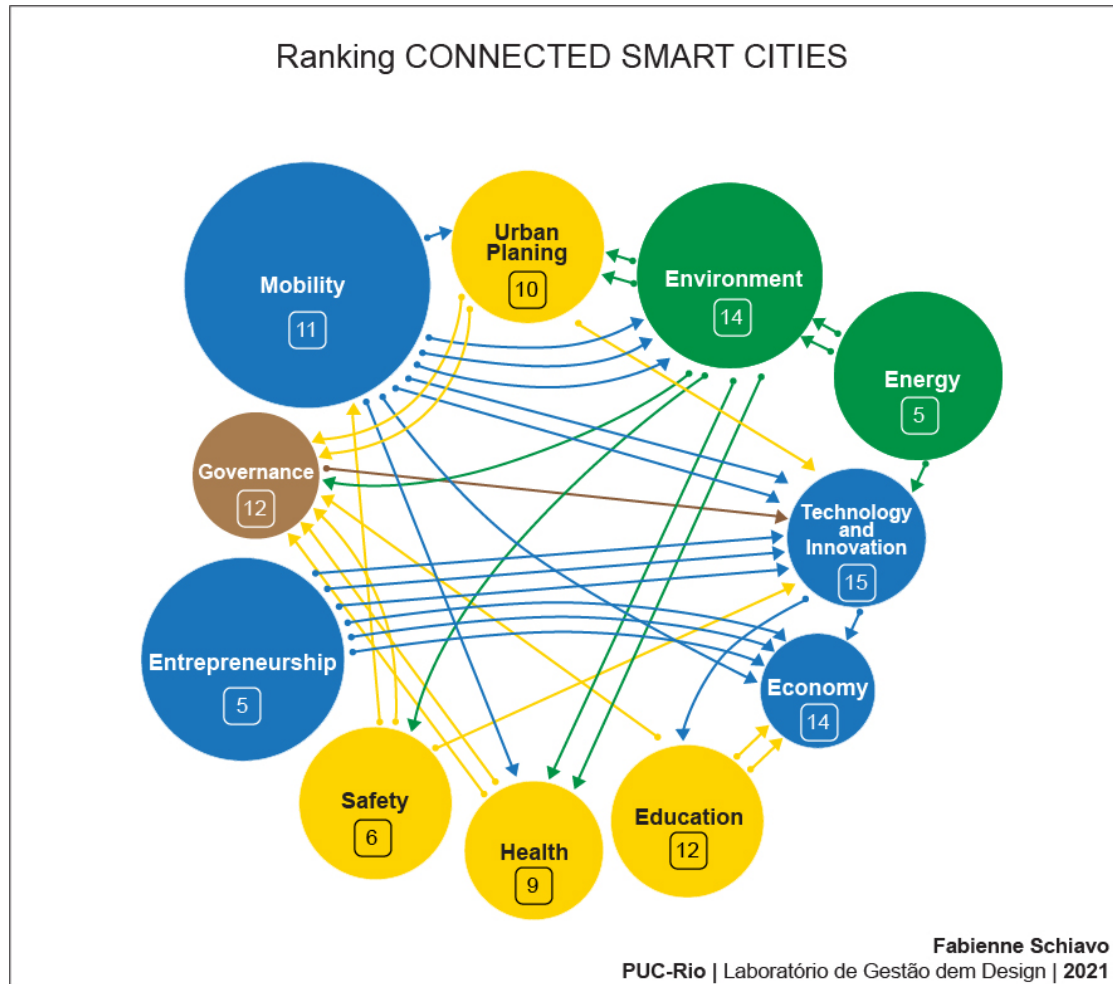 Ranking CONNECTED SMART CITIES
Mobility
11
Urban
Planing
10
Environment
14
Energy
5
Governance
12
Technology
and
Innovation
15
Entrepreneurship
5
Economy
14
Safety
6
Health
9
Education
12
Fabienne Schiavo
PUC-Rio | Laboratório de Gestão dem Design | 2021